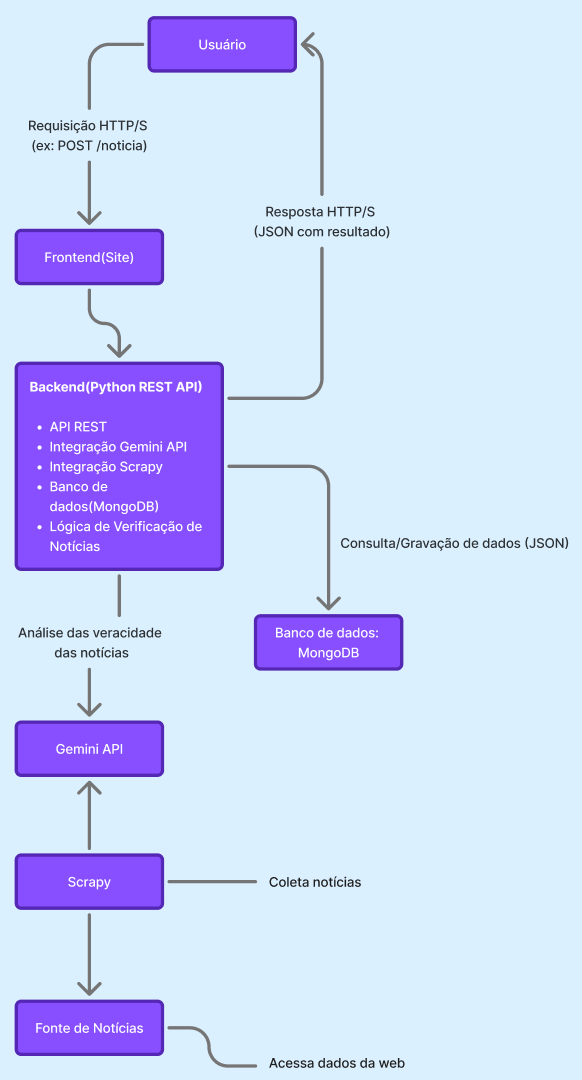 Usuário
Requisição HTTP/S
(ex: POST /noticia)
Resposta HTTP/S
(JSON com resultado)
Frontend(Site)
Backend(Python REST API)
• API REST
• Integração Gemini API
• Integração Scrapy
• Banco de
dados(MongoDB)
• Lógica de Verificação de
Notícias
Consulta/Gravação de dados (JSON)
Banco de dados:
MongoDB
Análise das veracidade
das notícias
Gemini API
Scrapy
Coleta notícias
Fonte de Notícias
Acessa dados da web